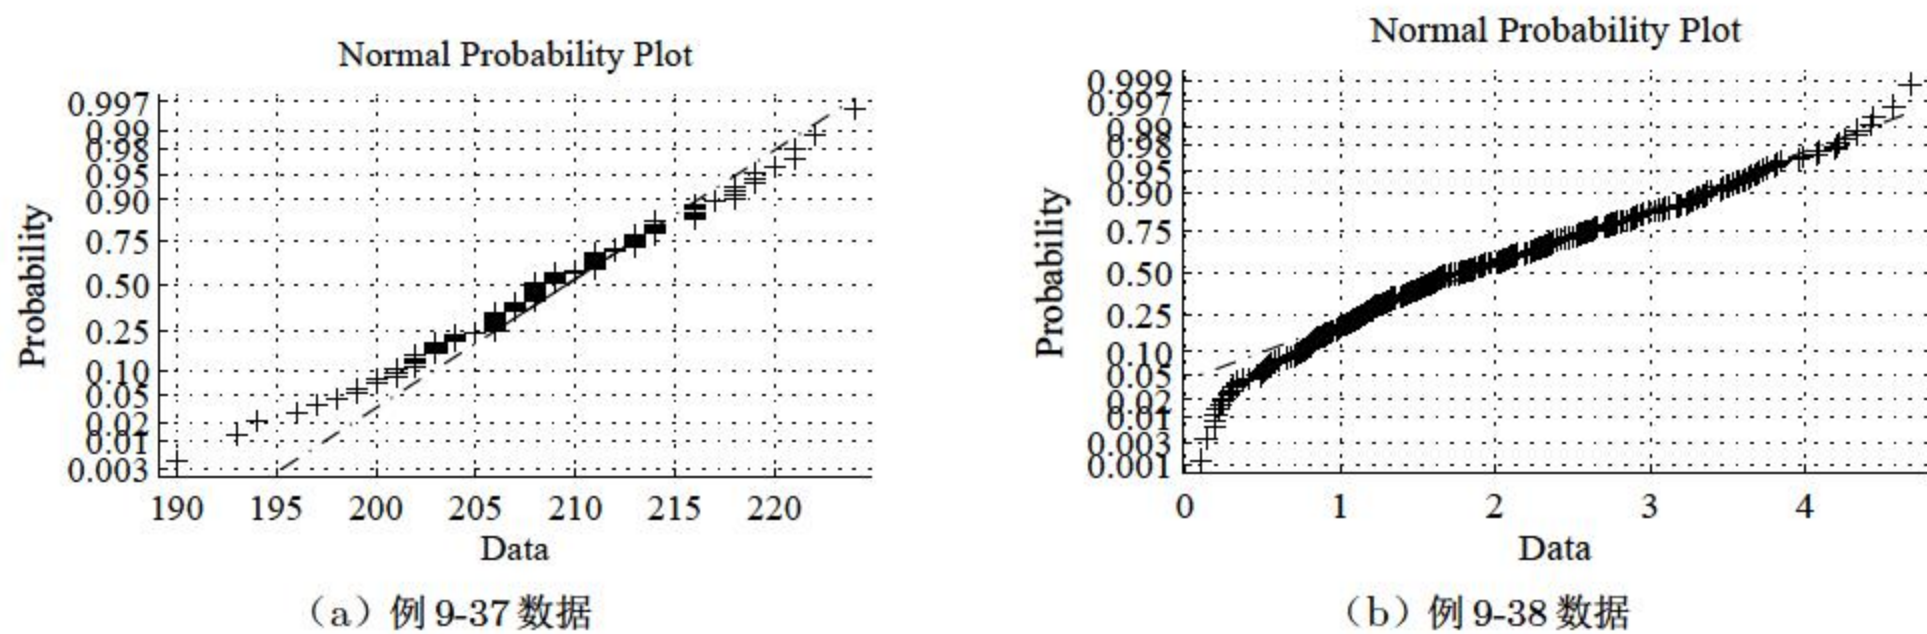 Normal Probability Plot
0.997
0.99
0.98
0.95
0.90
0.75
0.50
0.25
0.10
0.05
0.02
0.01
0.003
Probability
190 195 200 205 210 215 220
Data
（a）例 9-37 数据
Normal Probability Plot
0.999
0.997
0.99
0.98
0.95
0.90
0.75
0.50
0.25
0.10
0.05
0.02
0.01
0.003
0.001
Probability
0 1 2 3 4
Data
（b）例 9-38 数据